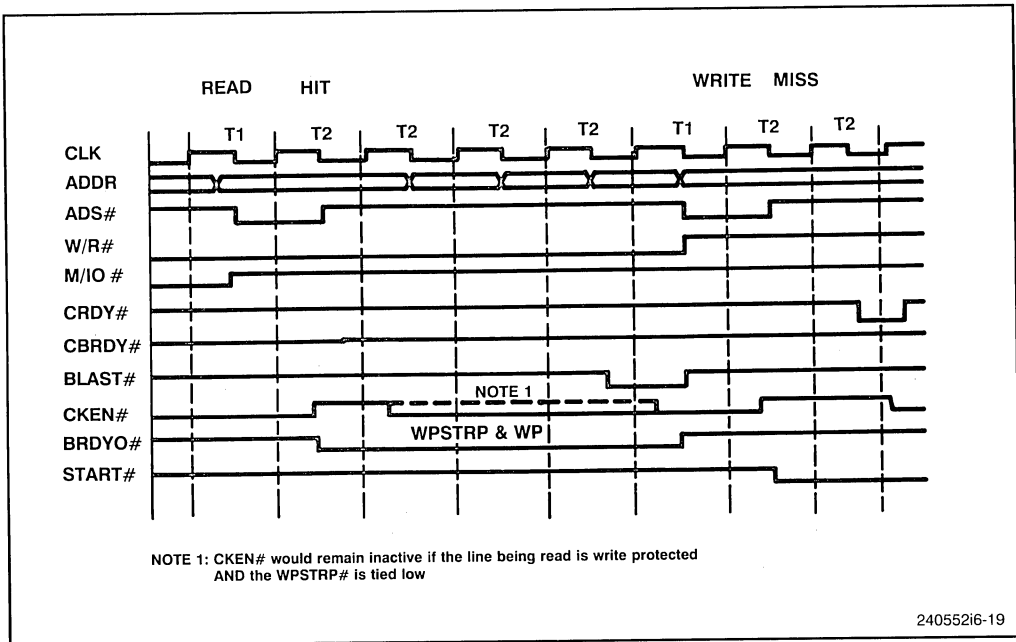 READ HIT WRITE MISS
T1 T2 T2 T2 T2 T1 T2 T2
CLK
ADDR
ADS#
W/R#
M/IO #
CRDY#
CBRDY#
BLAST#
NOTE 1
CKEN#
WPSTRP & WP
BRDYO#
START#
NOTE 1: CKEN# would remain inactive if the line being read is write protected
AND the WPSTRP# is tied low
240552i6-19